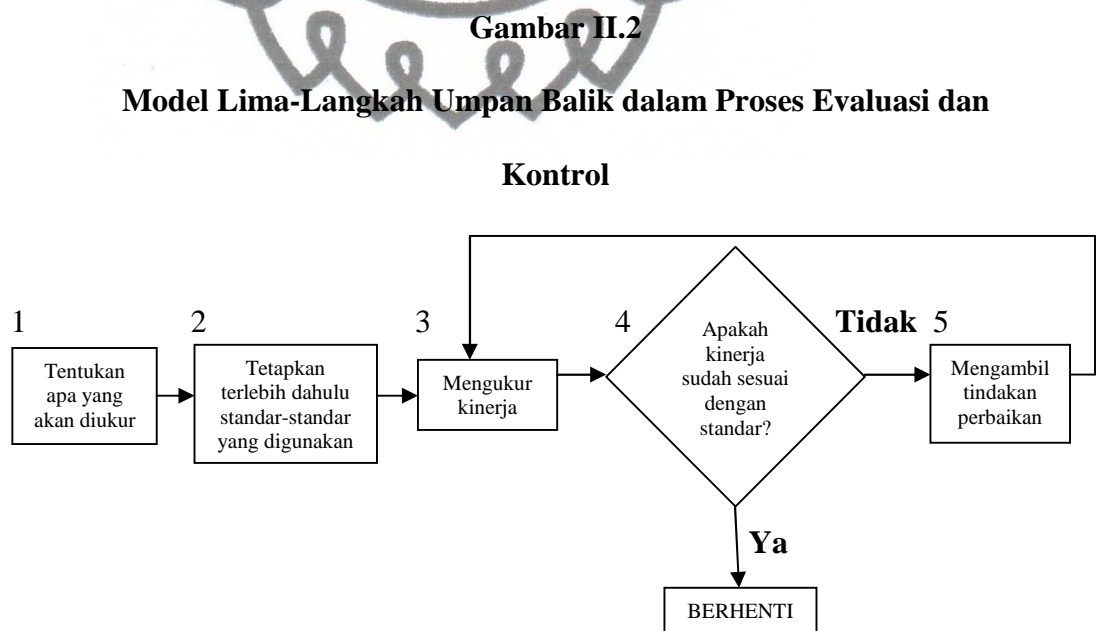 Gambar II.2
Model Lima-Langkah Umpan Balik dalam Proses Evaluasi dan
Kontrol
1
Tentukan
apa yang
akan diukur
2
Tetapkan
terlebih dahulu
standar-standar
yang digunakan
3
Mengukur
kinerja
4
Apakah
kinerja
sudah sesuai
dengan
standar?
Tidak
5
Mengambil
tindakan
perbaikan
Ya
BERHENTI